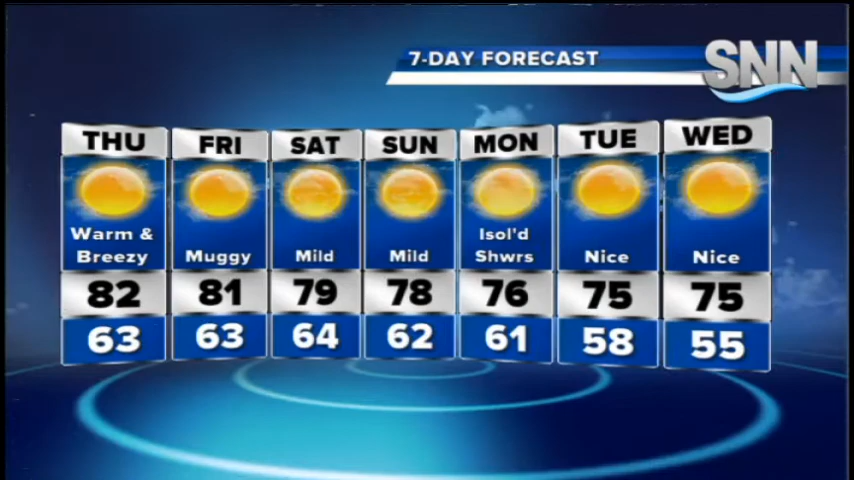 7-DAY FORECAST
SNN
THU FRI SAT SUN MON TUE WED
Warm & Isol'd
Breezy Muggy Mild Mild Shwrs Nice Nice
82 81 79 78 76 75 75
63 63 64 62 61 58 55